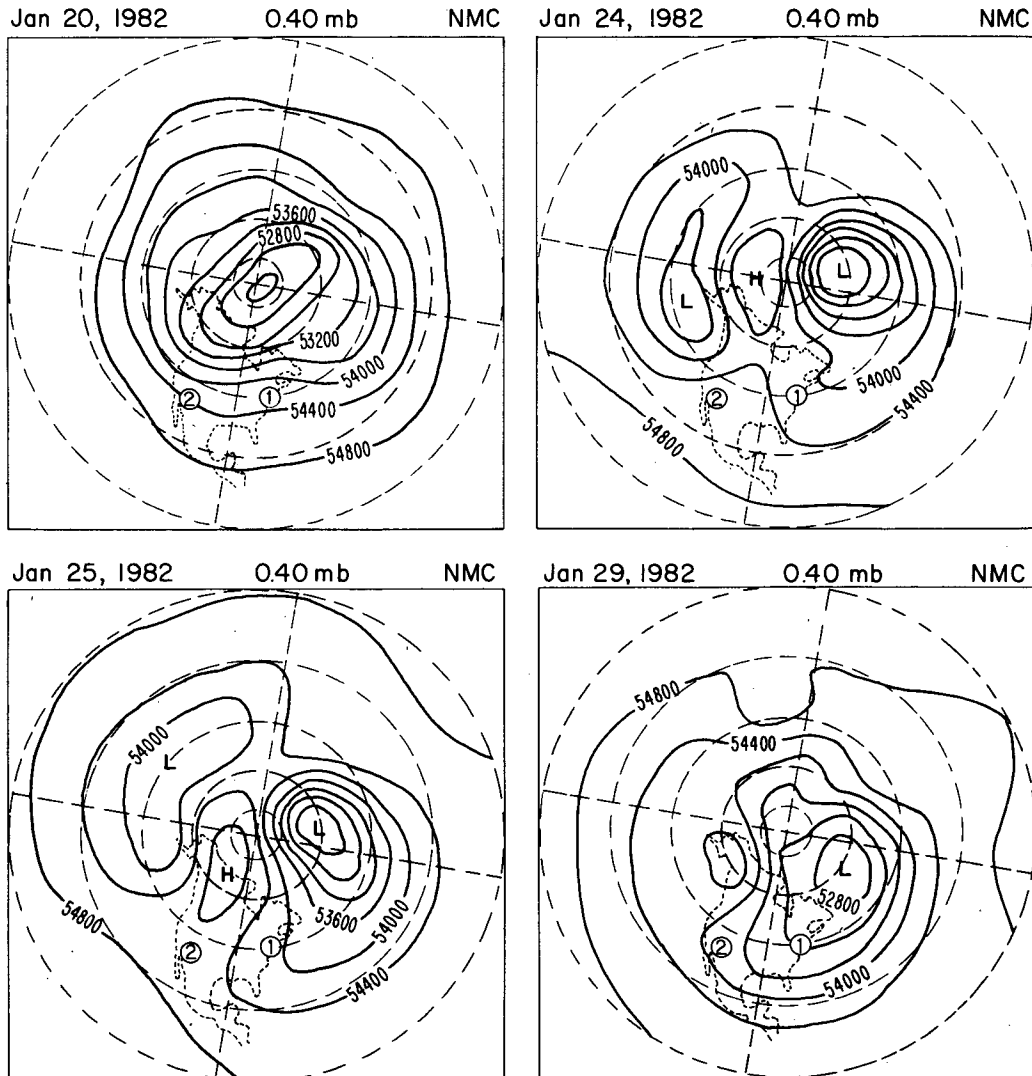 Jan 20, 1982 0.40 mb NMC
53600
52800
53200
54000
54400
54800
② ①
Jan 24, 1982 0.40 mb NMC
54000
H L
L
54000
54400
54800
② ①
Jan 25, 1982 0.40 mb NMC
54000
L
L
H
53600
54000
54400
54800
② ①
Jan 29, 1982 0.40 mb NMC
54800
54400
L
52800
54000
② ①